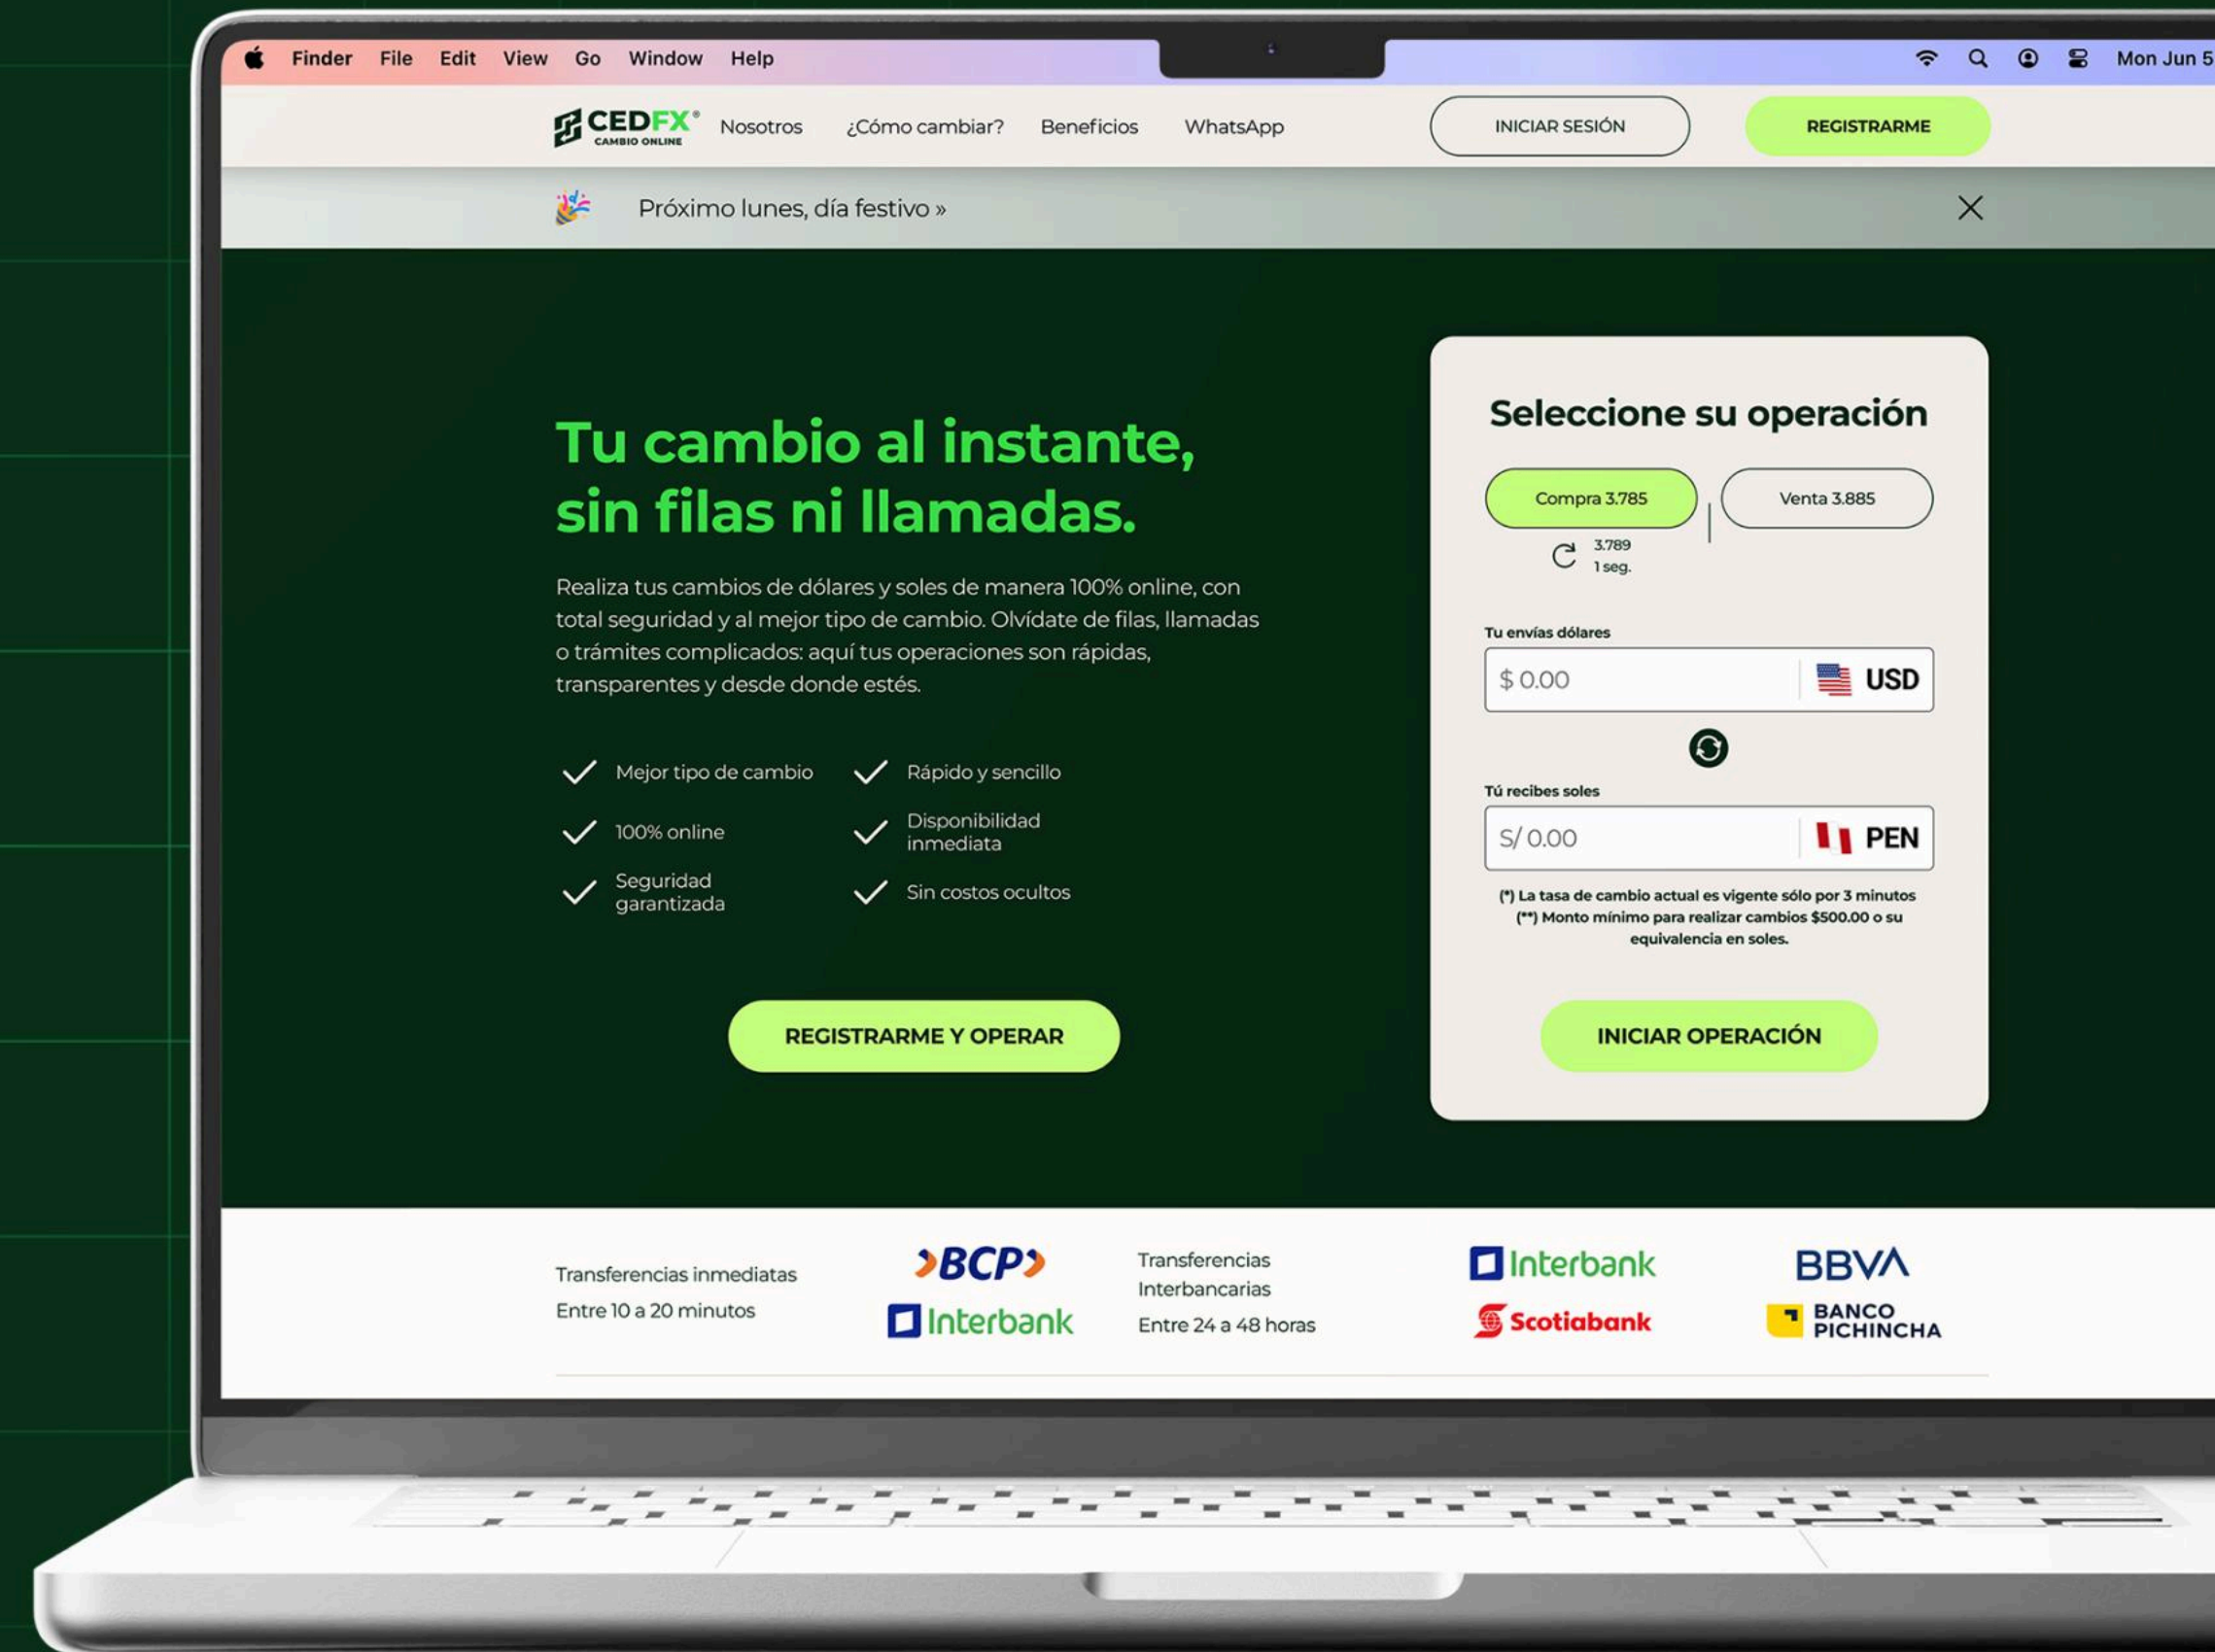 Finder File Edit View Go Window Help Mon Jun 5
CEDFX®
CAMBIO ONLINE
Nosotros ¿Cómo cambiar? Beneficios WhatsApp INICIAR SESIÓN REGISTRARME
Próximo lunes, día festivo »
Tu cambio al instante,
sin filas ni llamadas.
Realiza tus cambios de dólares y soles de manera 100% online, con
total seguridad y al mejor tipo de cambio. Olvídate de filas, llamadas
o trámites complicados: aquí tus operaciones son rápidas,
transparentes y desde donde estés.
Mejor tipo de cambio
Rápido y sencillo
100% online
Disponibilidad
inmediata
Seguridad
garantizada
Sin costos ocultos
REGISTRARME Y OPERAR
Seleccione su operación
Compra 3.785
Venta 3.885
3.789
1 seg.
Tu envías dólares
$ 0.00 USD
Tú recibes soles
S/ 0.00 PEN
(*) La tasa de cambio actual es vigente sólo por 3 minutos
(**) Monto mínimo para realizar cambios $500.00 o su
equivalencia en soles.
INICIAR OPERACIÓN
Transferencias inmediatas
Entre 10 a 20 minutos
BCP
Interbank
Transferencias
Interbancarias
Entre 24 a 48 horas
Interbank
Scotiabank
BBVA
BANCO
PICHINCHA